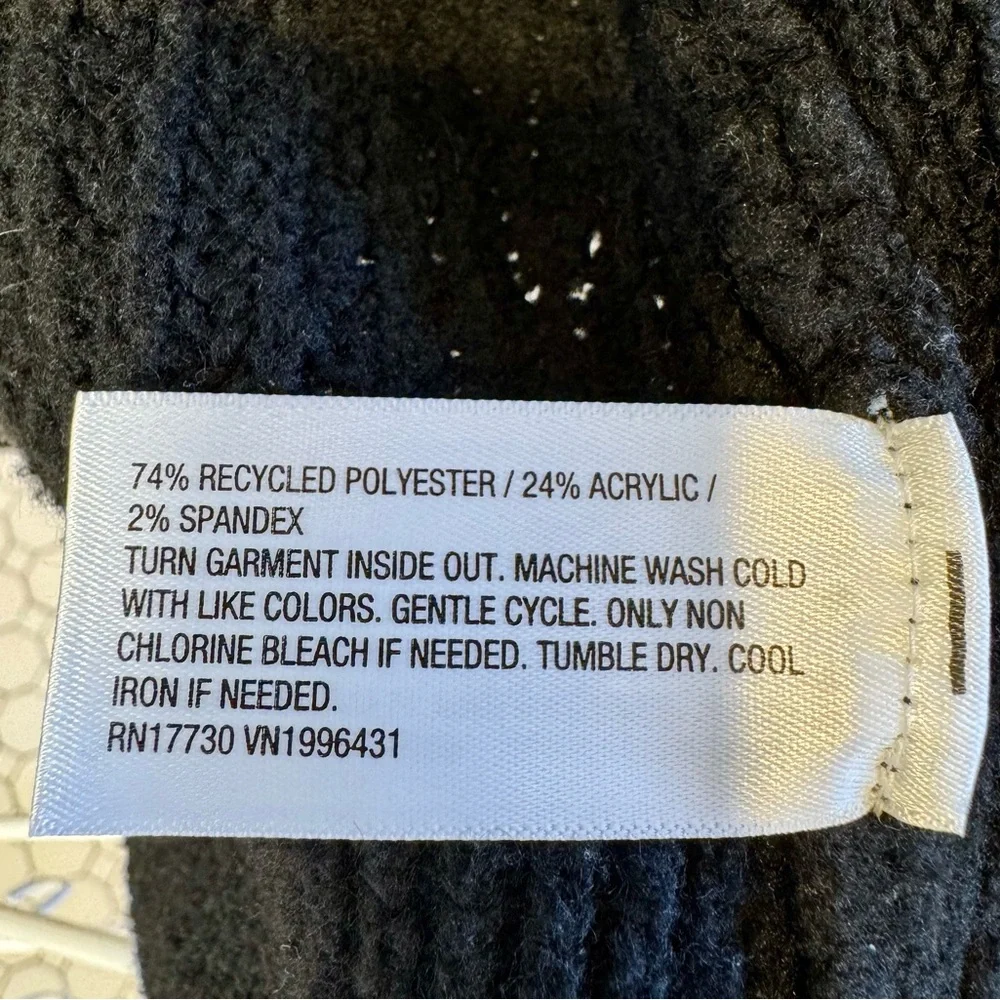 74% RECYCLED POLYESTER / 24% ACRYLIC /
2% SPANDEX
TURN GARMENT INSIDE OUT. MACHINE WASH COLD
WITH LIKE COLORS. GENTLE CYCLE. ONLY NON
CHLORINE BLEACH IF NEEDED. TUMBLE DRY. COOL
IRON IF NEEDED.
RN17730 VN1996431